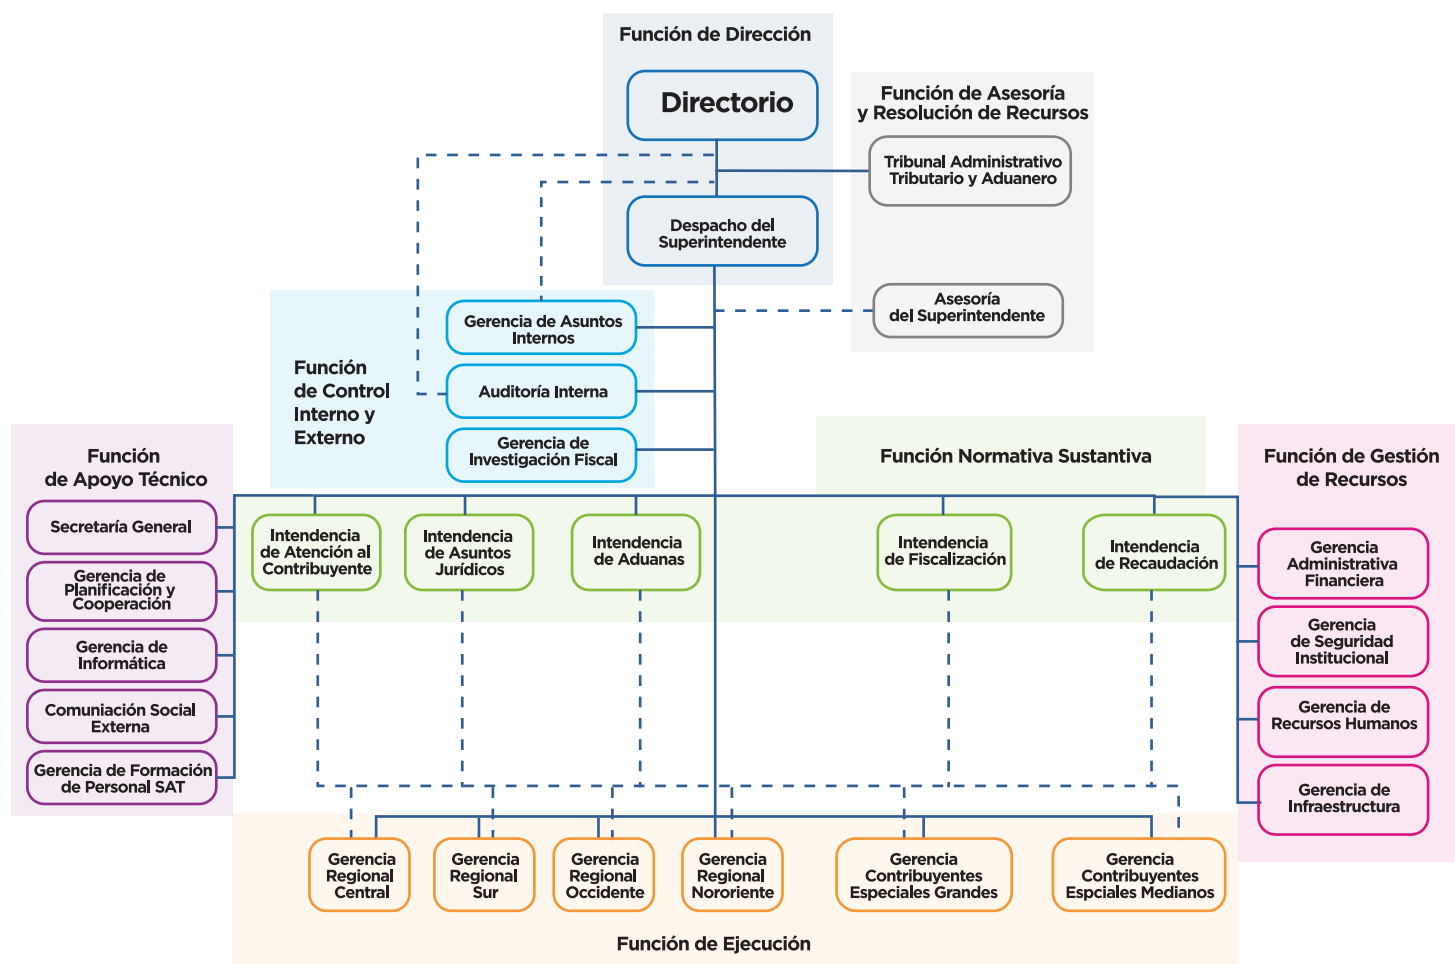 Función de Dirección
Directorio
Despacho del
Superintendente
Función de Asesoría
y Resolución de Recursos
Tribunal Administrativo
Tributario y Aduanero
Asesoría
del Superintendente
Función
de Control
Interno y
Externo
Gerencia de Asuntos
Internos
Auditoría Interna
Gerencia de
Investigación Fiscal
Función
de Apoyo Técnico
Secretaría General
Gerencia de
Planificación y
Cooperación
Gerencia de
Informática
Comuniación Social
Externa
Gerencia de Formación
de Personal SAT
Función Normativa Sustantiva
Intendencia
de Atención al
Contribuyente
Intendencia
de Asuntos
Jurídicos
Intendencia
de Aduanas
Intendencia
de Fiscalización
Intendencia
de Recaudación
Función de Gestión
de Recursos
Gerencia
Administrativa
Financiera
Gerencia
de Seguridad
Institucional
Gerencia de
Recursos Humanos
Gerencia de
Infraestructura
Gerencia
Regional
Central
Gerencia
Regional
Sur
Gerencia
Regional
Occidente
Gerencia
Regional
Nororiente
Gerencia
Contribuyentes
Especiales Grandes
Gerencia
Contribuyentes
Espciales Medianos
Función de Ejecución